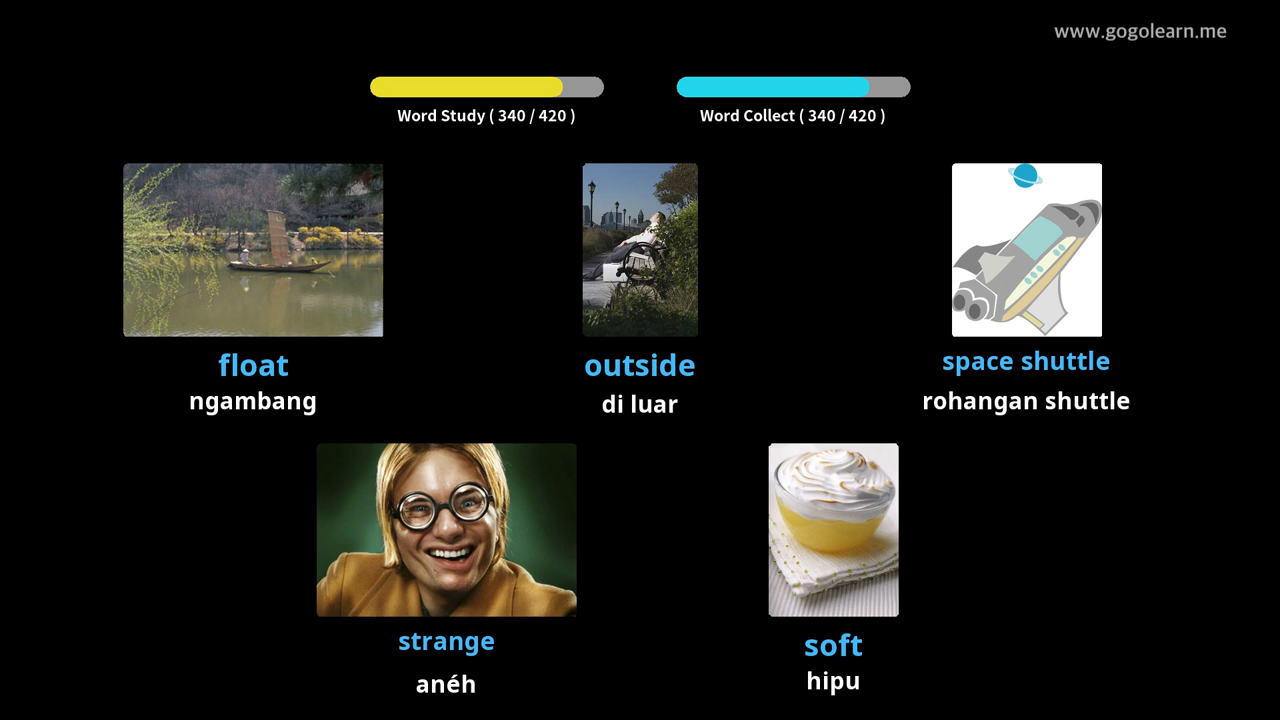 www.gogolearn.me
Word Study ( 340 / 420 )
Word Collect ( 340 / 420 )
float
ngambang
outside
di luar
space shuttle
rohangan shuttle
strange
anéh
soft
hipu